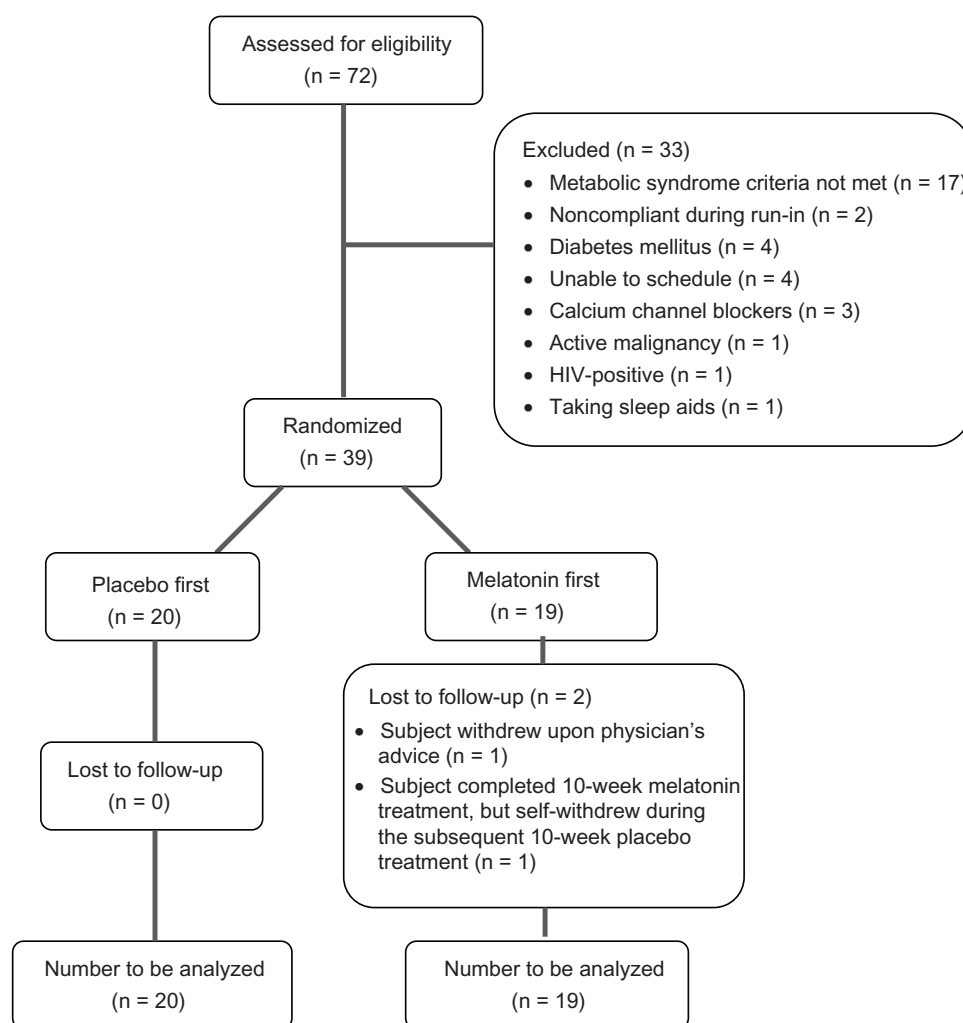 Assessed for eligibility
(n = 72)
Excluded (n = 33)
• Metabolic syndrome criteria not met (n = 17)
• Noncompliant during run-in (n = 2)
• Diabetes mellitus (n = 4)
• Unable to schedule (n = 4)
• Calcium channel blockers (n = 3)
• Active malignancy (n = 1)
• HIV-positive (n = 1)
• Taking sleep aids (n = 1)
Randomized
(n = 39)
Placebo first
(n = 20)
Melatonin first
(n = 19)
Lost to follow-up
(n = 0)
Lost to follow-up (n = 2)
• Subject withdrew upon physician's
advice (n = 1)
• Subject completed 10-week melatonin
treatment, but self-withdrew during
the subsequent 10-week placebo
treatment (n = 1)
Number to be analyzed
(n = 20)
Number to be analyzed
(n = 19)